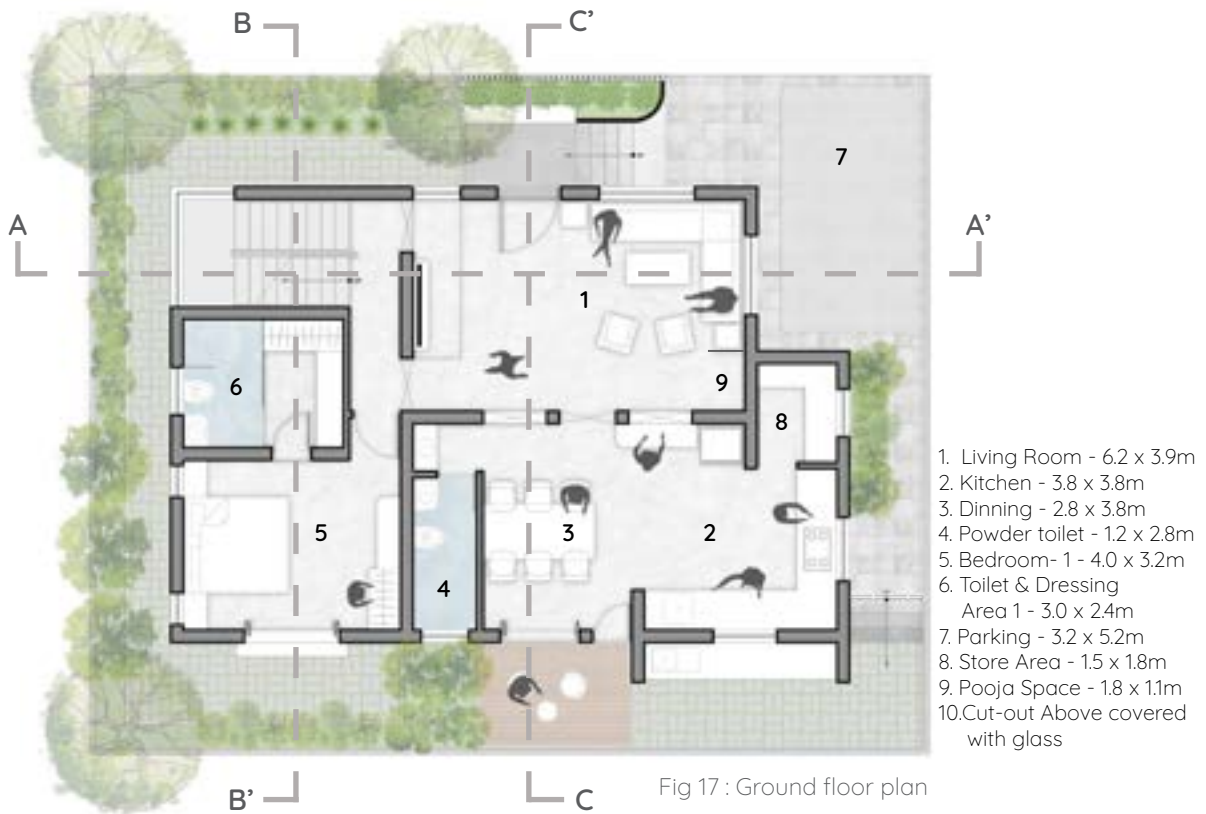 B
C'
7
A
A'
1
6
9
8
5
3
2
4
1. Living Room - 6.2 x 3.9m
2. Kitchen - 3.8 x 3.8m
3. Dinning - 2.8 x 3.8m
4. Powder toilet - 1.2 x 2.8m
5. Bedroom- 1 - 4.0 x 3.2m
6. Toilet & Dressing
Area 1 - 3.0 x 2.4m
7. Parking - 3.2 x 5.2m
8. Store Area - 1.5 x 1.8m
9. Pooja Space - 1.8 x 1.1m
10.Cut-out Above covered
with glass
Fig 17 : Ground floor plan
B'
C